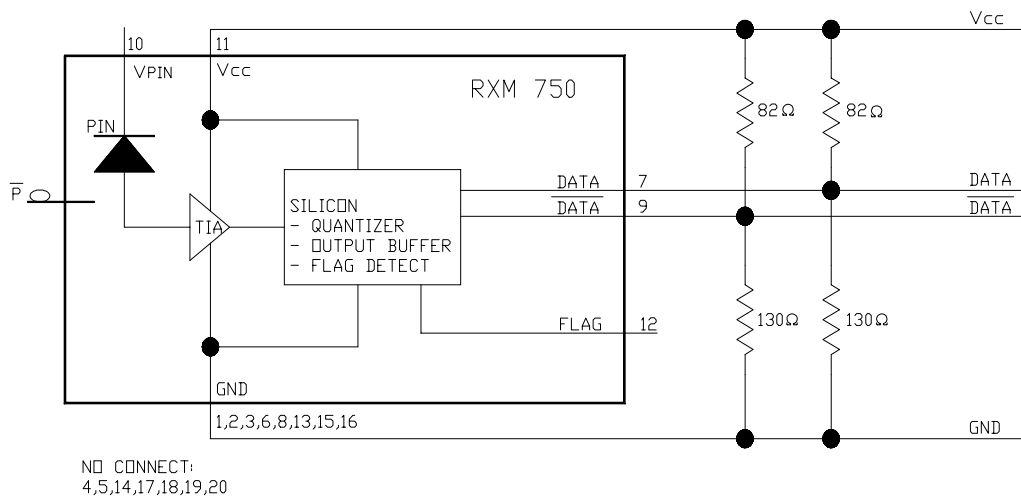 Vcc
10
11
VPIN
Vcc
RXM 750
PIN
82Ω
82Ω
P
DATA
7
DATA
DATA
9
DATA
SILICON
- QUANTIZER
- OUTPUT BUFFER
- FLAG DETECT
TIA
FLAG
12
130Ω
130Ω
GND
1,2,3,6,8,13,15,16
GND
NO CONNECT:
4,5,14,17,18,19,20